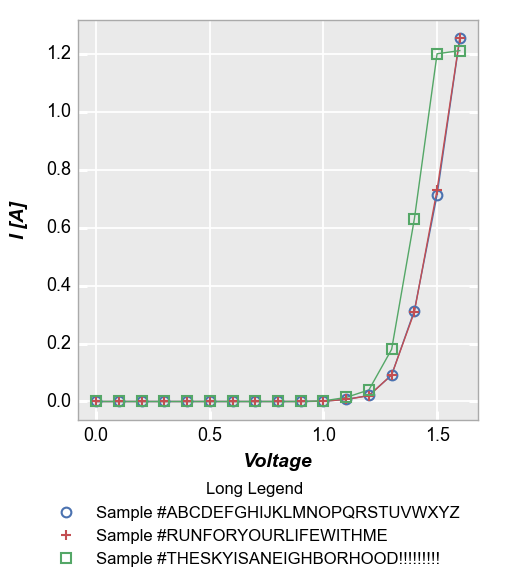 1.2
1.0
0.8
0.6
0.4
0.2
0.0
I [A]
0.0 0.5 1.0 1.5
Voltage
Long Legend
Sample #ABCDEFGHIJKLMNOPQRSTUVWXYZ
Sample #RUNFORYOURLIFEWITHME
Sample #THESKYISANEIGHBORHOOD!!!!!!!!!